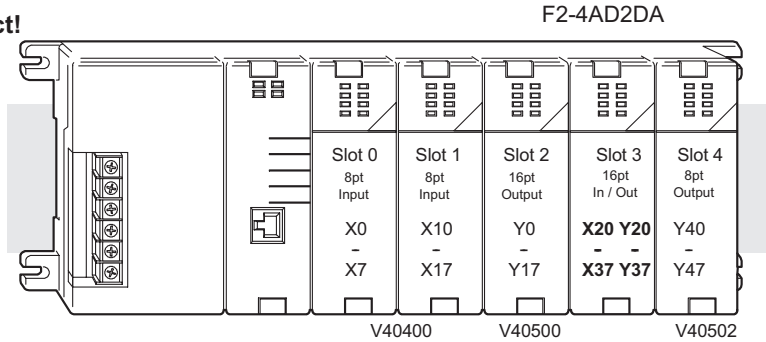 F2-4AD2DA
ct!
Slot 0
8pt
Input
X0
-
X7
Slot 1
8pt
Input
X10
-
X17
Slot 2
16pt
Output
Y0
-
Y17
Slot 3
16pt
In / Out
X20 Y20
- -
X37 Y37
Slot 4
8pt
Output
Y40
-
Y47
V40400
V40500
V40502